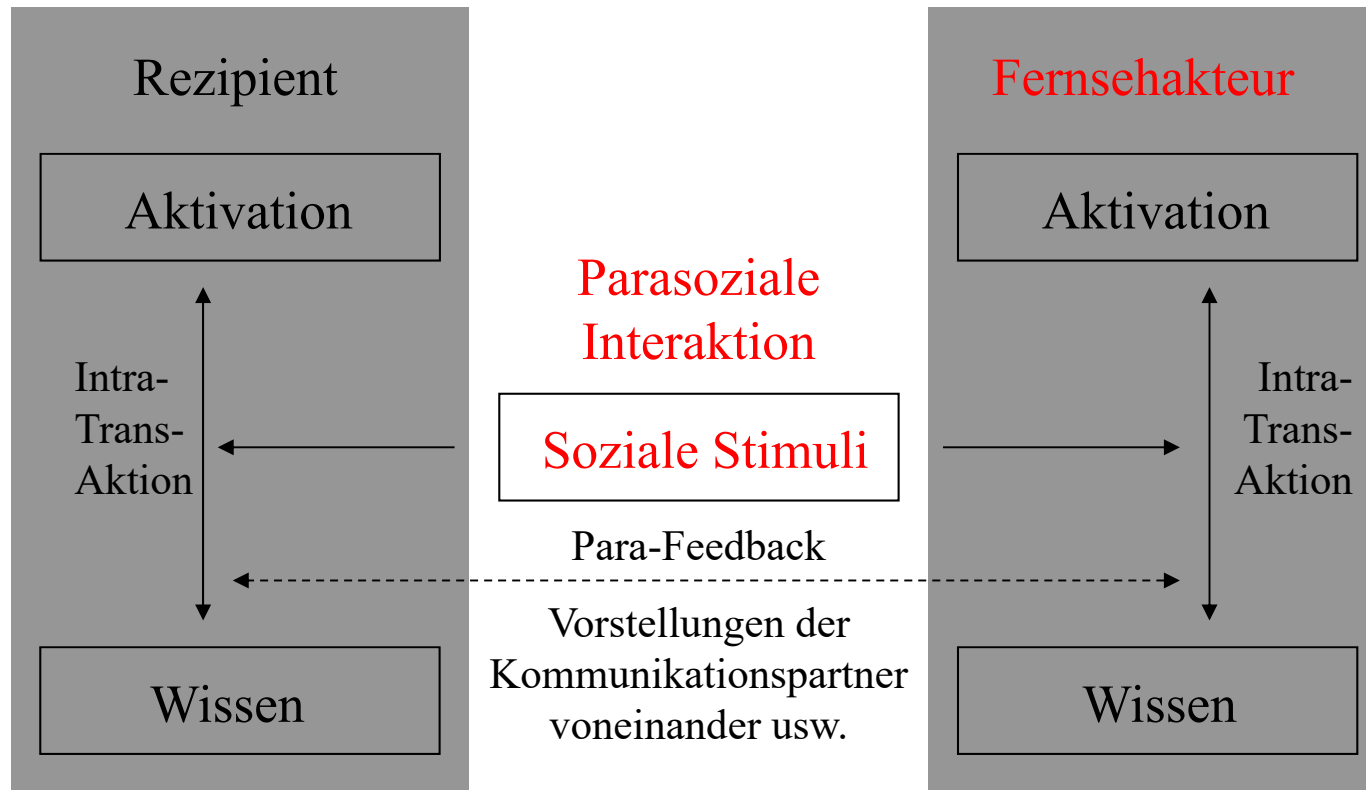 Rezipient
Aktivation
Intra-
Trans-
Aktion
Wissen
Parasoziale
Interaktion
Soziale Stimuli
Para-Feedback
Vorstellungen der
Kommunikationspartner
voneinander usw.
Fernsehakteur
Aktivation
Intra-
Trans-
Aktion
Wissen